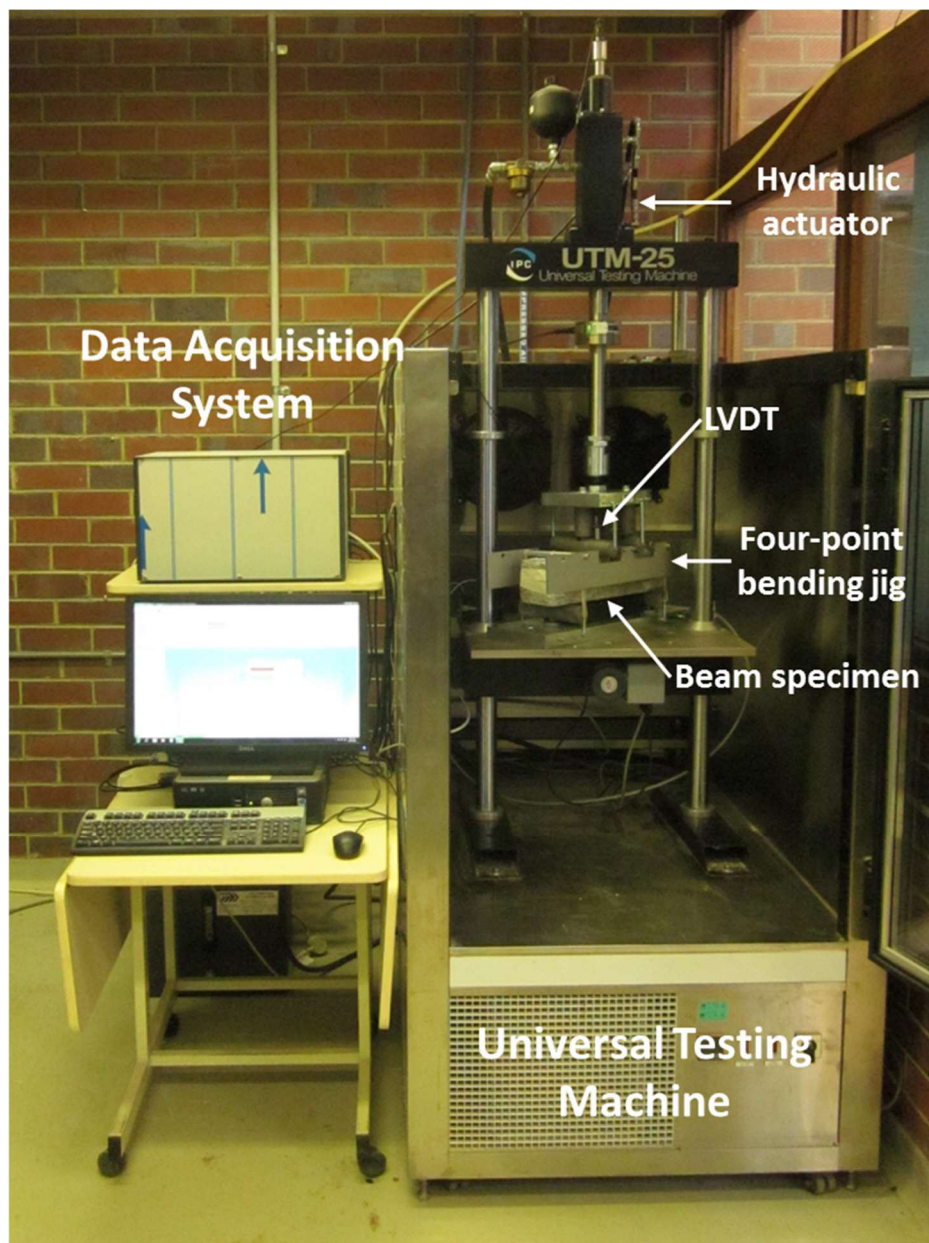 Hydraulic
actuator
IPC
UTM-25
Universal Testing Machine
Data Acquisition
System
LVDT
Four-point
bending jig
Beam specimen
DELL
Universal Testing
Machine